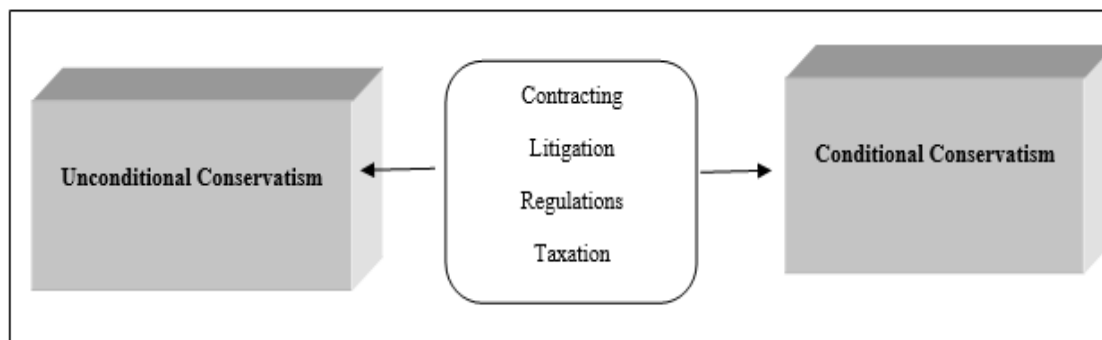 Unconditional Conservatism
Contracting
Litigation
Regulations
Taxation
Conditional Conservatism